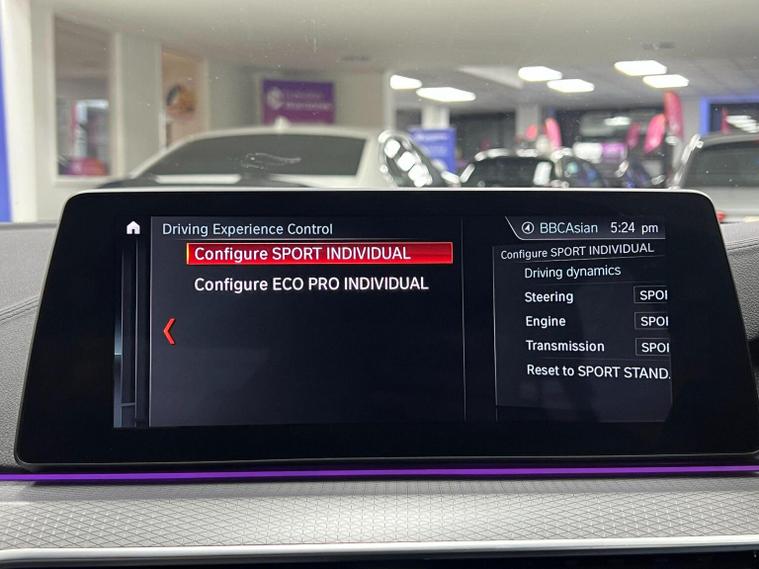 Driving Experience Control
BBCAsian 5:24 pm
Configure SPORT INDIVIDUAL
Configure ECO PRO INDIVIDUAL
Configure SPORT INDIVIDUAL
Driving dynamics
Steering SPOI
Engine SPOI
Transmission SPOI
Reset to SPORT STAND.